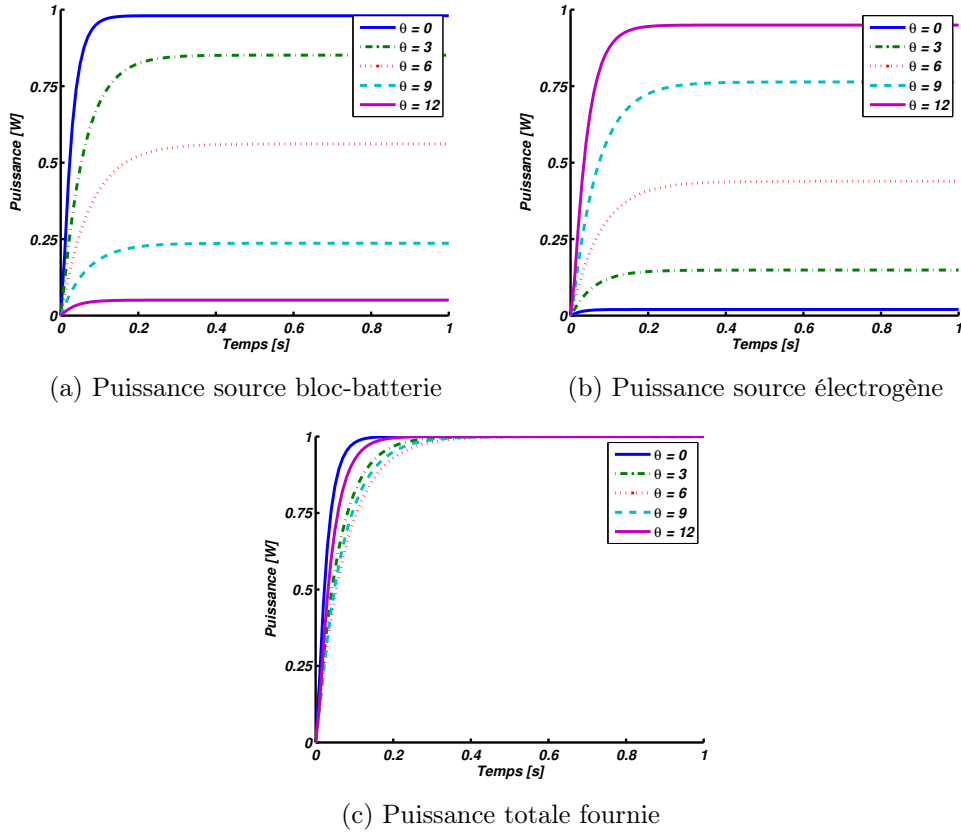 1
0.75
0.5
0.25
0
Puissance [W]
0 0.2 0.4 0.6 0.8 1
Temps [s]
θ = 0
θ = 3
θ = 6
θ = 9
θ = 12
(a) Puissance source bloc-batterie
1
0.75
0.5
0.25
0
Puissance [W]
0 0.2 0.4 0.6 0.8 1
Temps [s]
θ = 0
θ = 3
θ = 6
θ = 9
θ = 12
(b) Puissance source électrogène
1
0.75
0.5
0.25
0
Puissance [W]
0 0.2 0.4 0.6 0.8 1
Temps [s]
θ = 0
θ = 3
θ = 6
θ = 9
θ = 12
(c) Puissance totale fournie